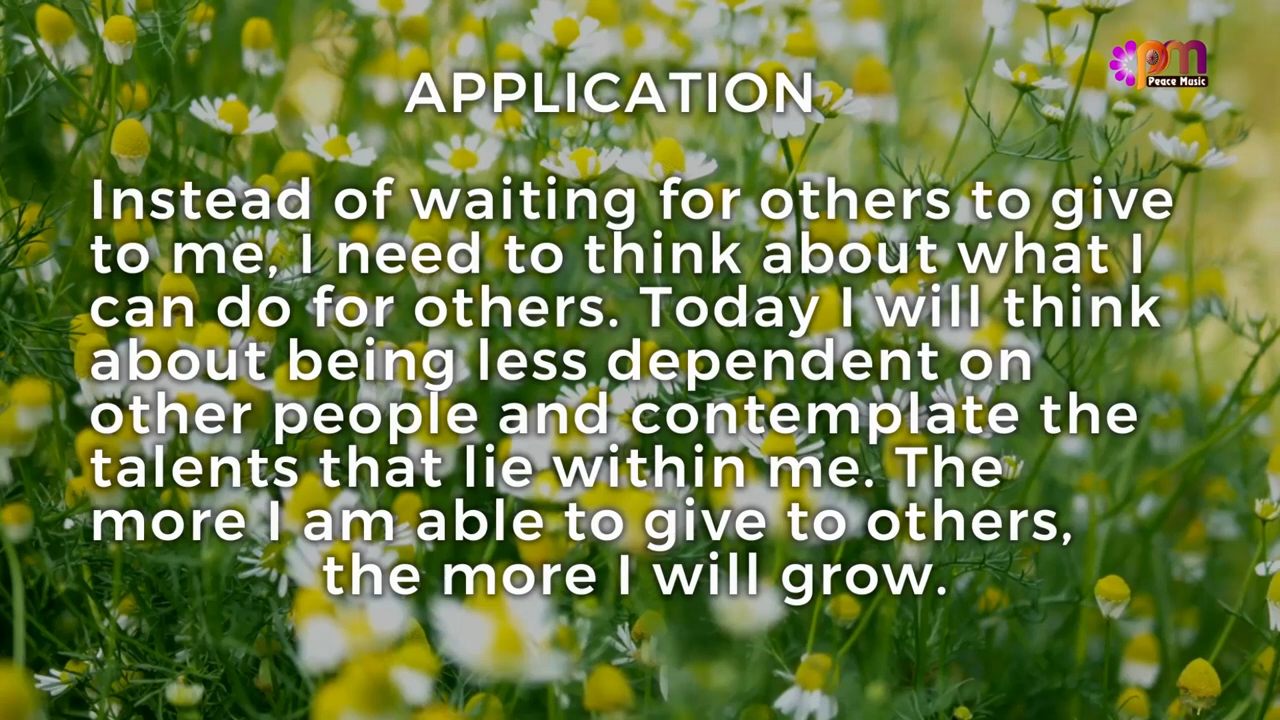 pm
Peace Music
APPLICATION
Instead of waiting for others to give
to me, I need to think about what I
can do for others. Today I will think
about being less dependent on
other people and contemplate the
talents that lie within me. The
more I am able to give to others,
the more I will grow.